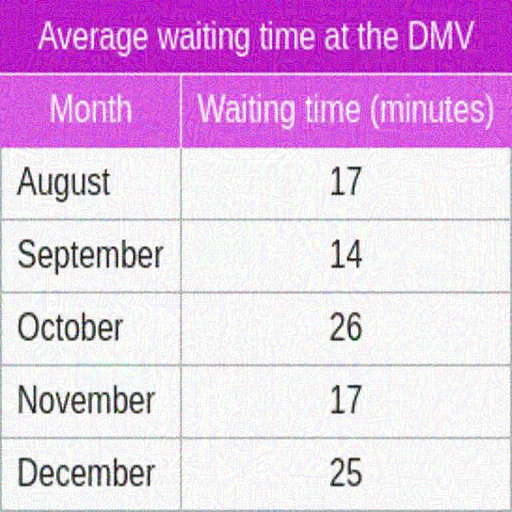 Average waiting time at the DMV
Month Waiting time (minutes)
August 17
September 14
October 26
November 17
December 25